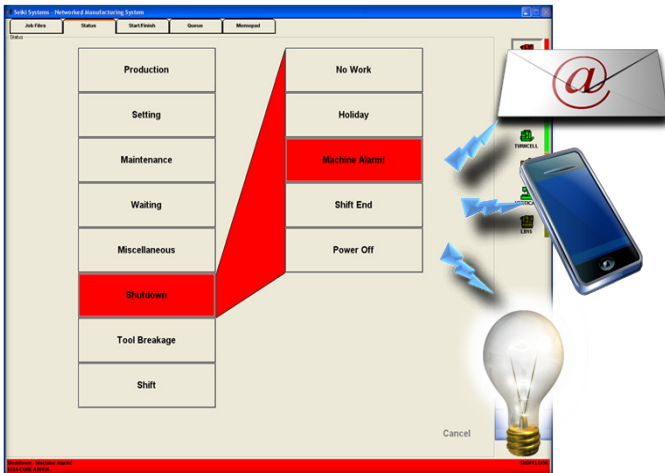 Seiki Systems - Networked Manufacturing System
Job Files
Status
Start/Finish
Queue
Memopad
Status
Production
Setting
Maintenance
Waiting
Miscellaneous
Shutdown
Tool Breakage
Shift
No Work
Holiday
Machine Alarm!
Shift End
Power Off
@
TURNCELL
Cancel
Shutdown - Machine Alarm!
SHOPFLOOR